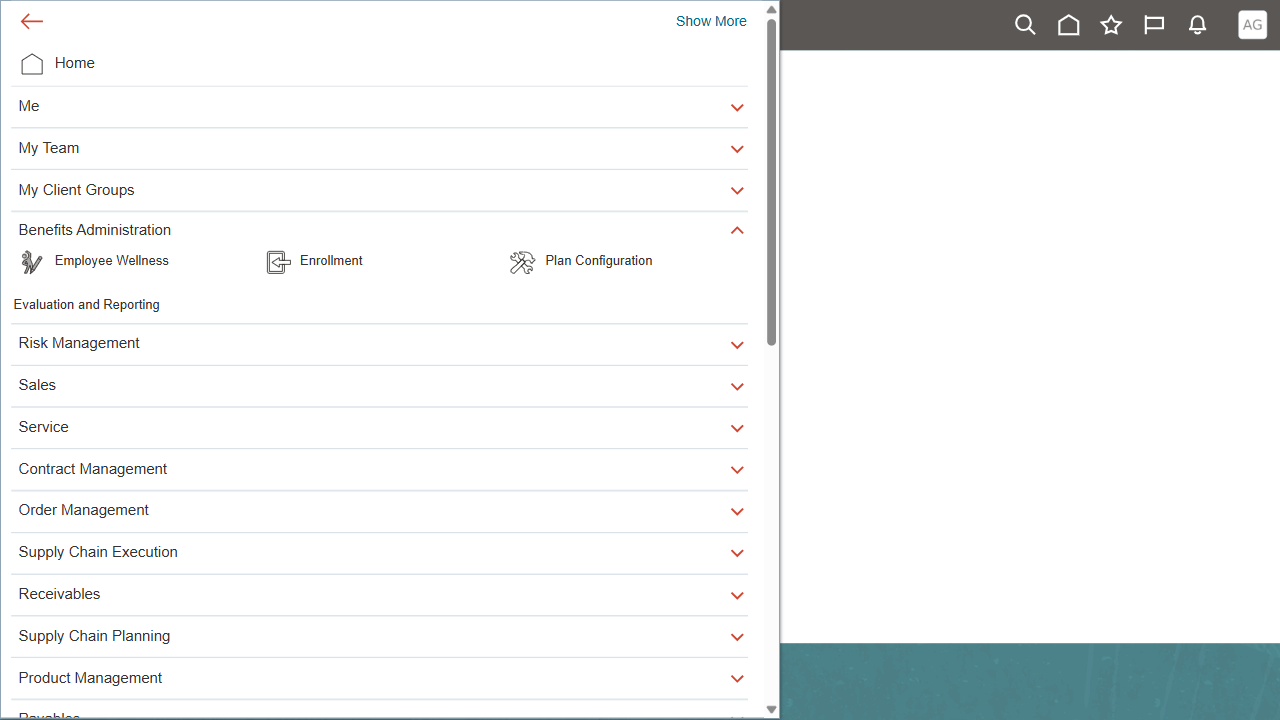 Show More
Home
Me
My Team
My Client Groups
Benefits Administration
Employee Wellness
Enrollment
Plan Configuration
Evaluation and Reporting
Risk Management
Sales
Service
Contract Management
Order Management
Supply Chain Execution
Receivables
Supply Chain Planning
Product Management
Payables
AG